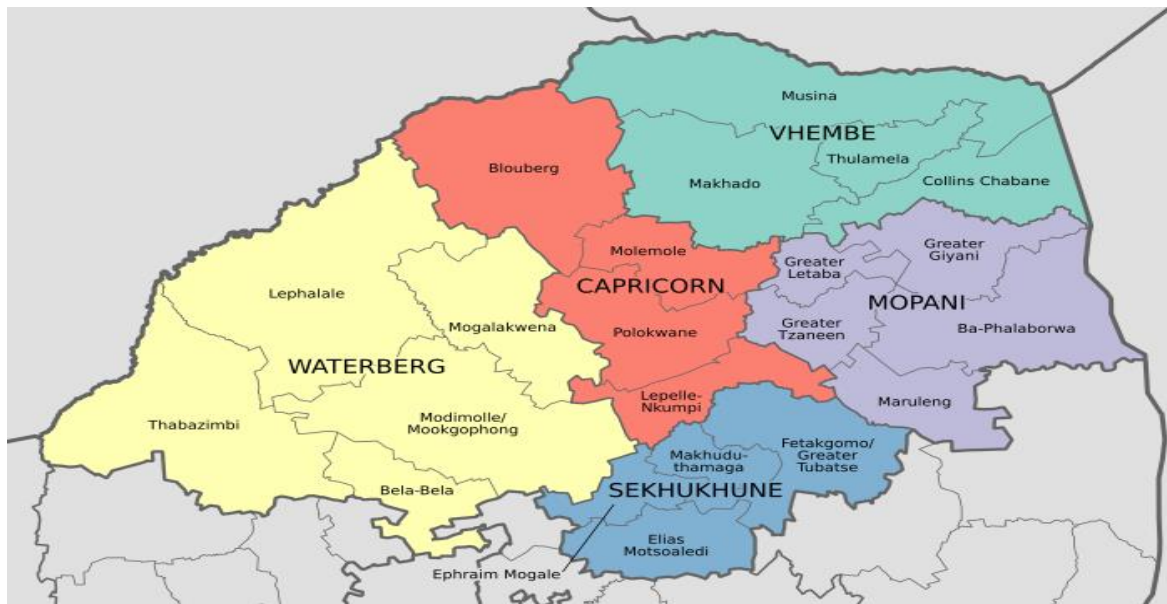 Musina
VHEMBE
Thulamela
Blouberg
Makhado
Collins Chabane
Molemole
Greater
Letaba
Greater
Giyani
CAPRICORN
MOPANI
Lephalale
Mogalakwena
Polokwane
Greater
Tzaneen
Ba-Phalaborwa
WATERBERG
Lepelle-
Nkumpi
Maruleng
Thabazimbi
Modimolle/
Mookgophong
Makhudu-
thamaga
Fetakgomo/
Greater
Tubatse
Bela-Bela
SEKHUKHUNE
Elias
Motsoaledi
Ephraim Mogale